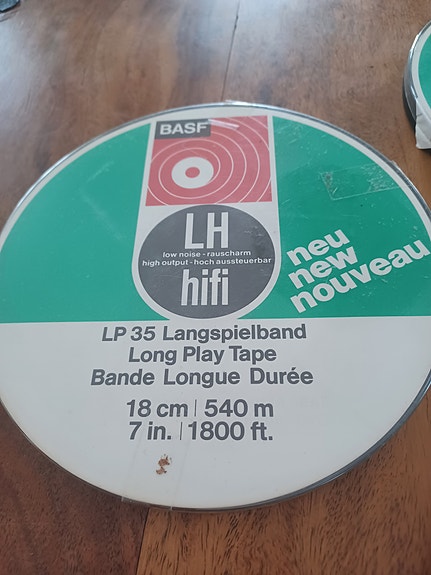 BASF
LH
low noise - rauscharm
high output - hoch aussteuerbar
hifi
neu
new
nouveau
LP 35 Langspielband
Long Play Tape
Bande Longue Durée
18 cm | 540 m
7 in. | 1800 ft.